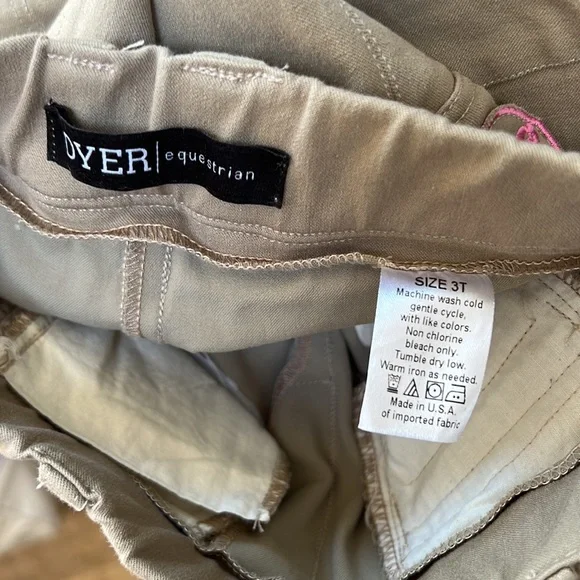 DYER | equestrian
SIZE 3T
Machine wash cold
gentle cycle,
with like colors.
Non chlorine
bleach only.
Tumble dry low.
Warm iron as needed.
Made in U.S.A.
of imported fabric